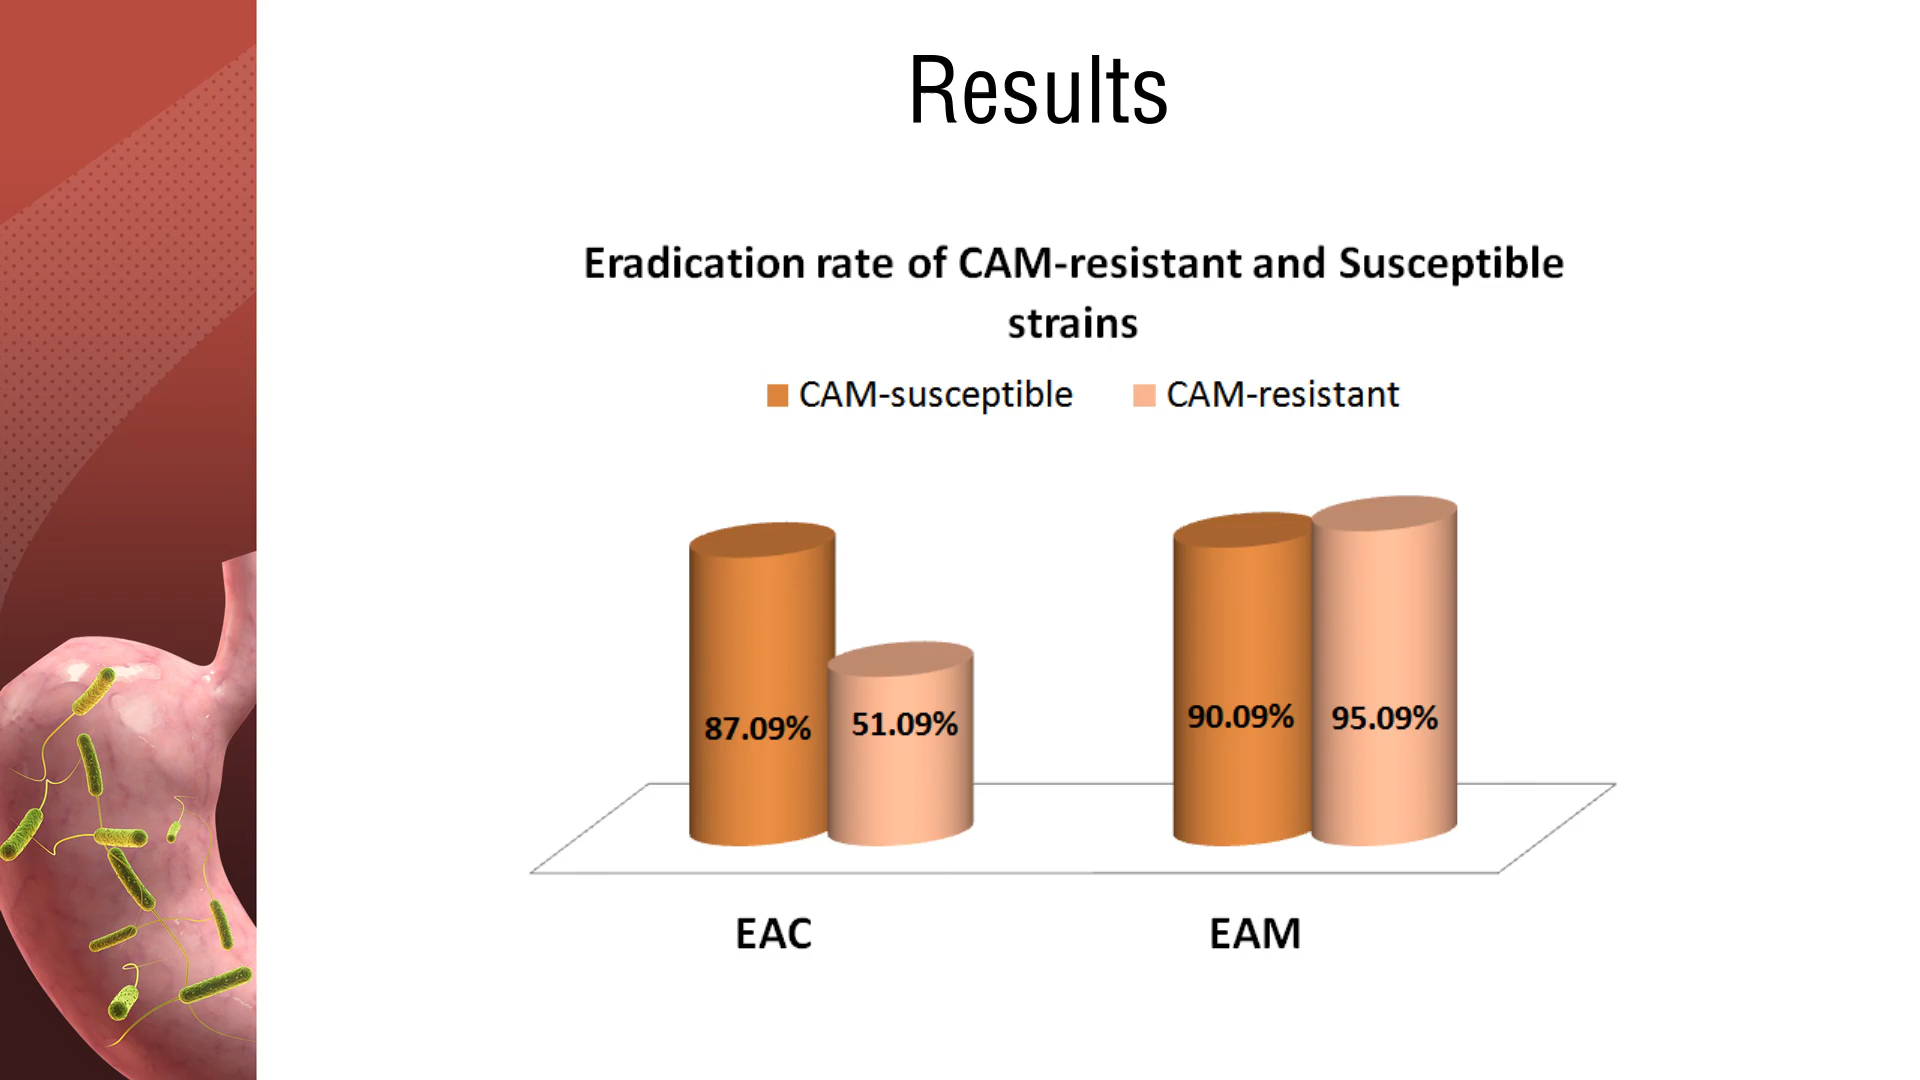 Results
Eradication rate of CAM-resistant and Susceptible
strains
CAM-susceptible CAM-resistant
87.09% 51.09% 90.09% 95.09%
EAC EAM